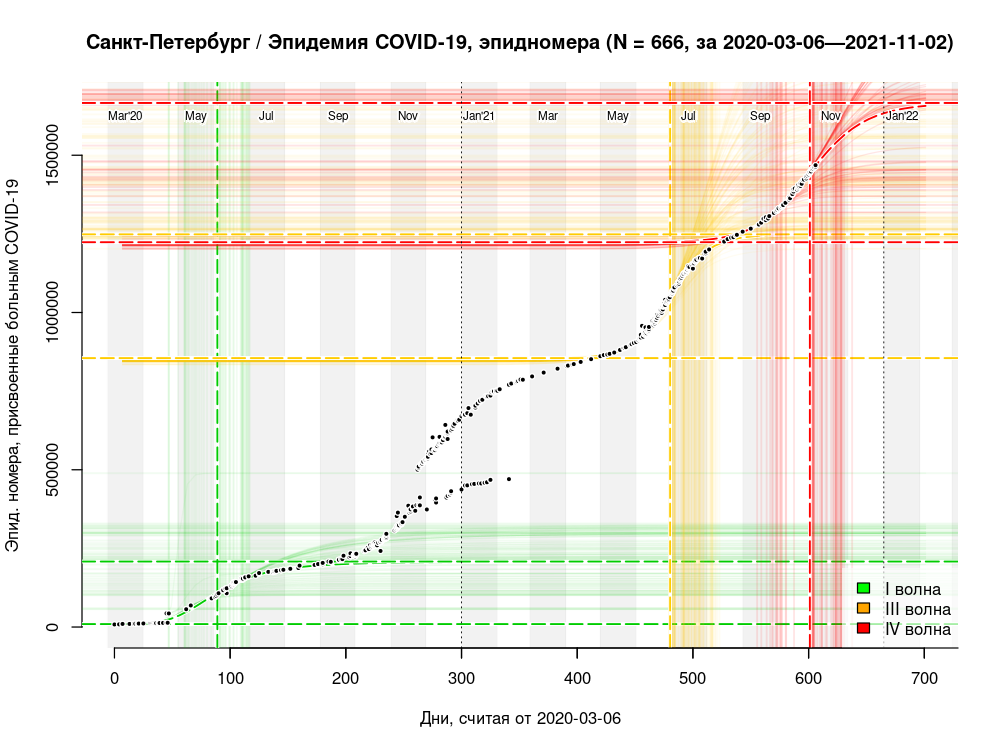 Санкт-Петербург / Эпидемия COVID-19, эпидномера (N = 666, за 2020-03-06—2021-11-02)
Mar'20 May Jul Sep Nov Jan'21 Mar May Jul Sep Nov Jan'22
Эпид. номера, присвоенные больным COVID-19
1500000
1000000
500000
0
I волна
III волна
IV волна
0 100 200 300 400 500 600 700
Дни, считая от 2020-03-06